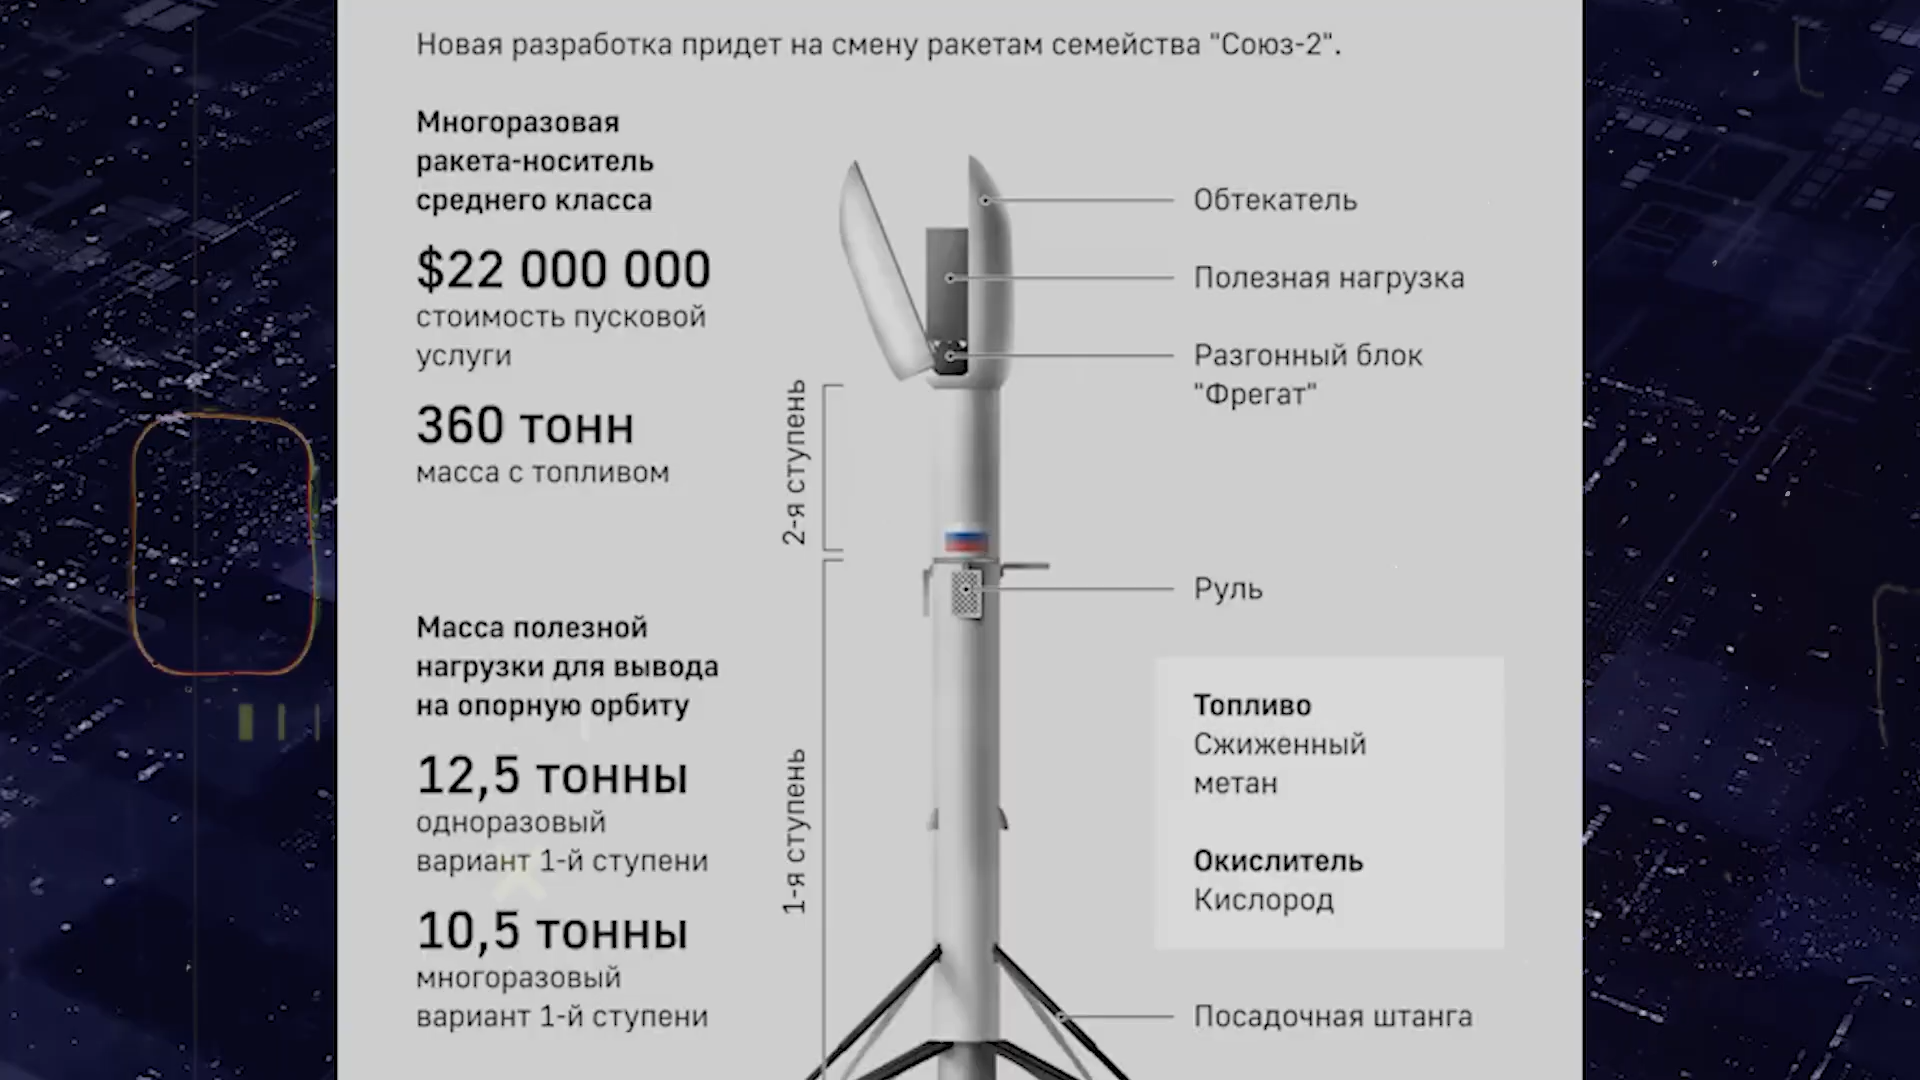 Новая разработка придет на смену ракетам семейства "Союз-2".
Многоразовая
ракета-носитель
среднего класса
$22 000 000
стоимость пусковой
услуги
360 тонн
масса с топливом
Масса полезной
нагрузки для вывода
на опорную орбиту
12,5 тонны
одноразовый
вариант 1-й ступени
10,5 тонны
многоразовый
вариант 1-й ступени
2-я ступень
1-я ступень
Обтекатель
Полезная нагрузка
Разгонный блок
"Фрегат"
Руль
Топливо
Сжиженный
метан
Окислитель
Кислород
Посадочная штанга